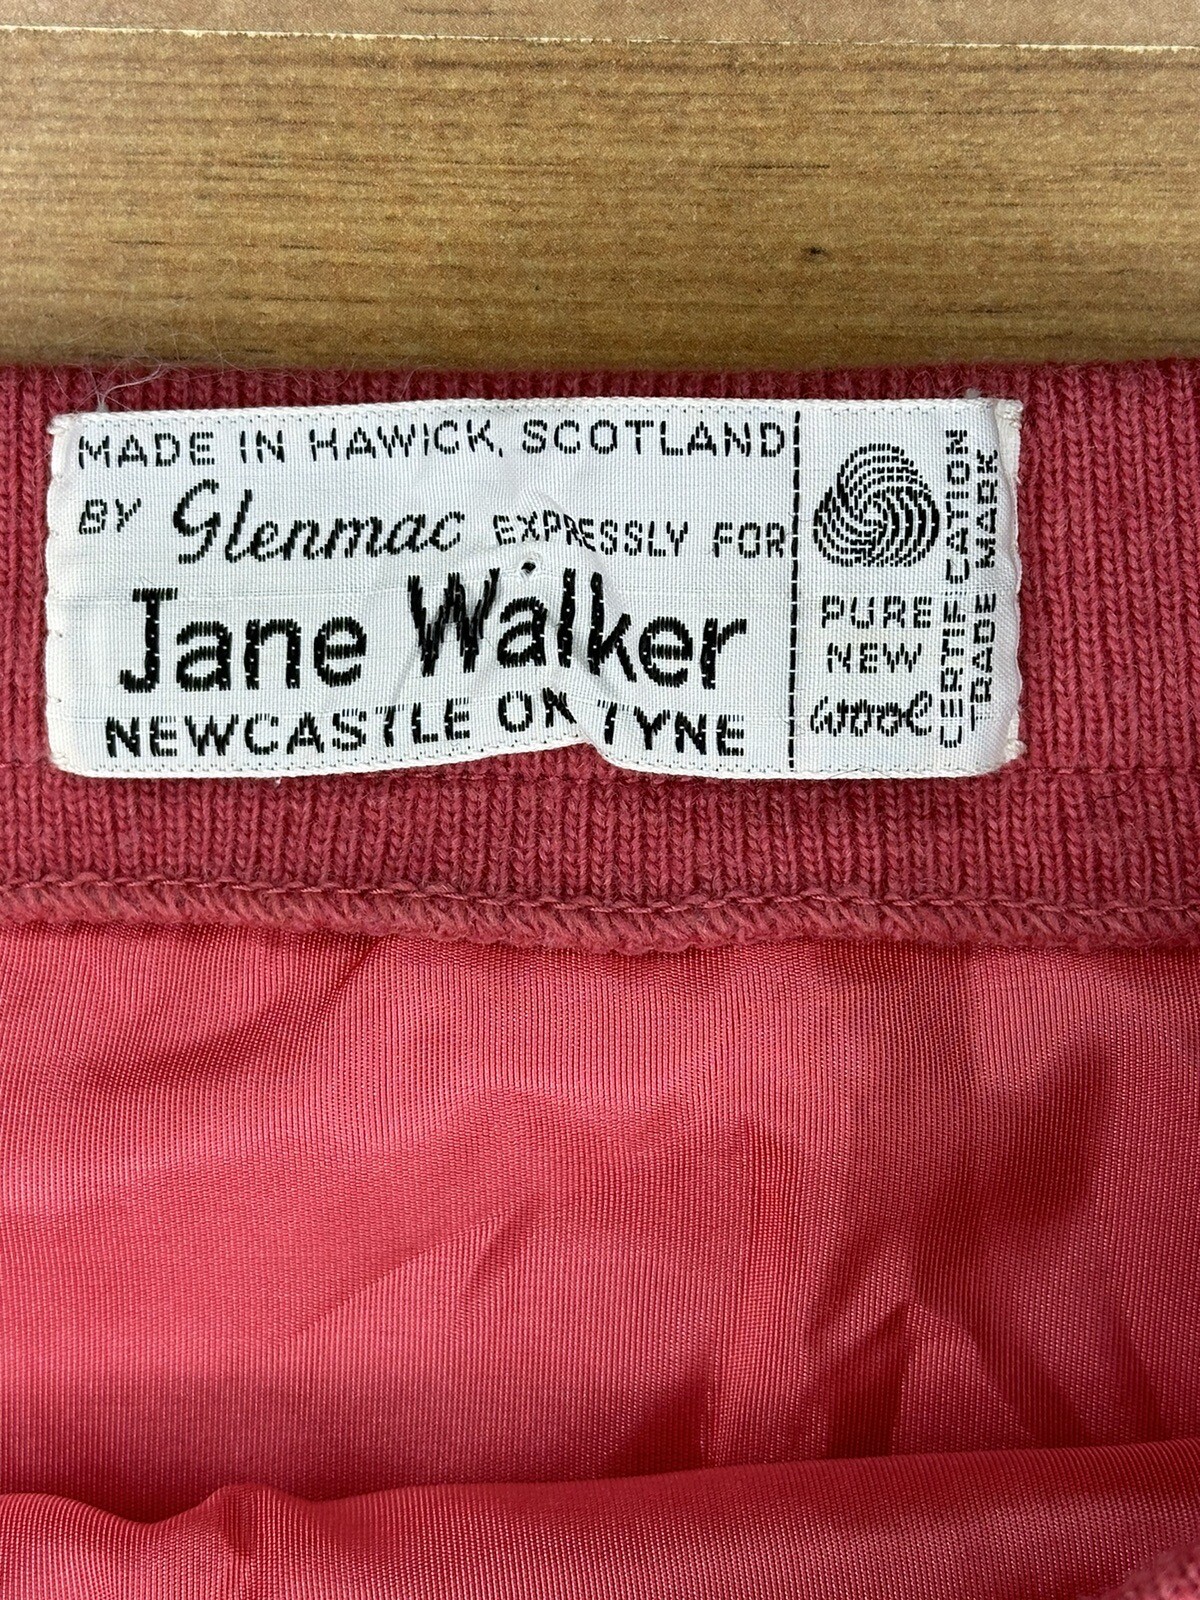 MADE IN HAWICK, SCOTLAND
BY Glenmac EXPRESSLY FOR
Jane Walker
NEWCASTLE ON TYNE
PURE
NEW
wool
CERTIFICATION
TRADE MARK